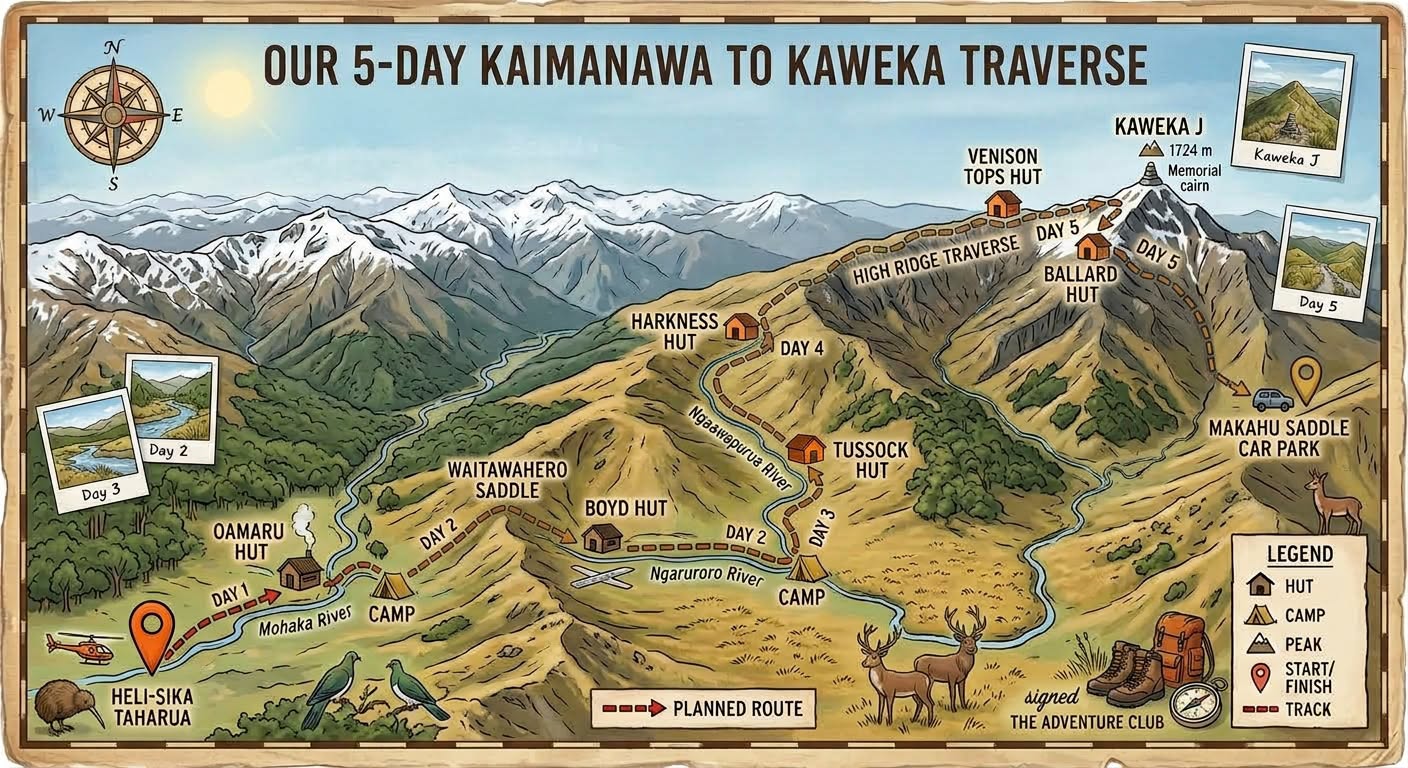 OUR 5-DAY KAIMANAWA TO KAWEKA TRAVERSE
N
W
E
S
KAWEKA J
1724 m
Memorial
cairn
Kaweka J
VENISON
TOPS HUT
DAY 5
HIGH RIDGE TRAVERSE
BALLARD
HUT
DAY 5
Day 5
HARKNESS
HUT
DAY 4
MAKAHU SADDLE
CAR PARK
Day 2
Day 3
Ngaawapurua River
TUSSOCK
HUT
WAITAWAHERO
SADDLE
OAMARU
HUT
DAY 2
BOYD HUT
DAY 2
DAY 3
Ngaruroro River
CAMP
DAY 1
Mohaka River
CAMP
HELI-SIKA
TAHARUA
PLANNED ROUTE
signed
THE ADVENTURE CLUB
LEGEND
HUT
CAMP
PEAK
START/
FINISH
TRACK